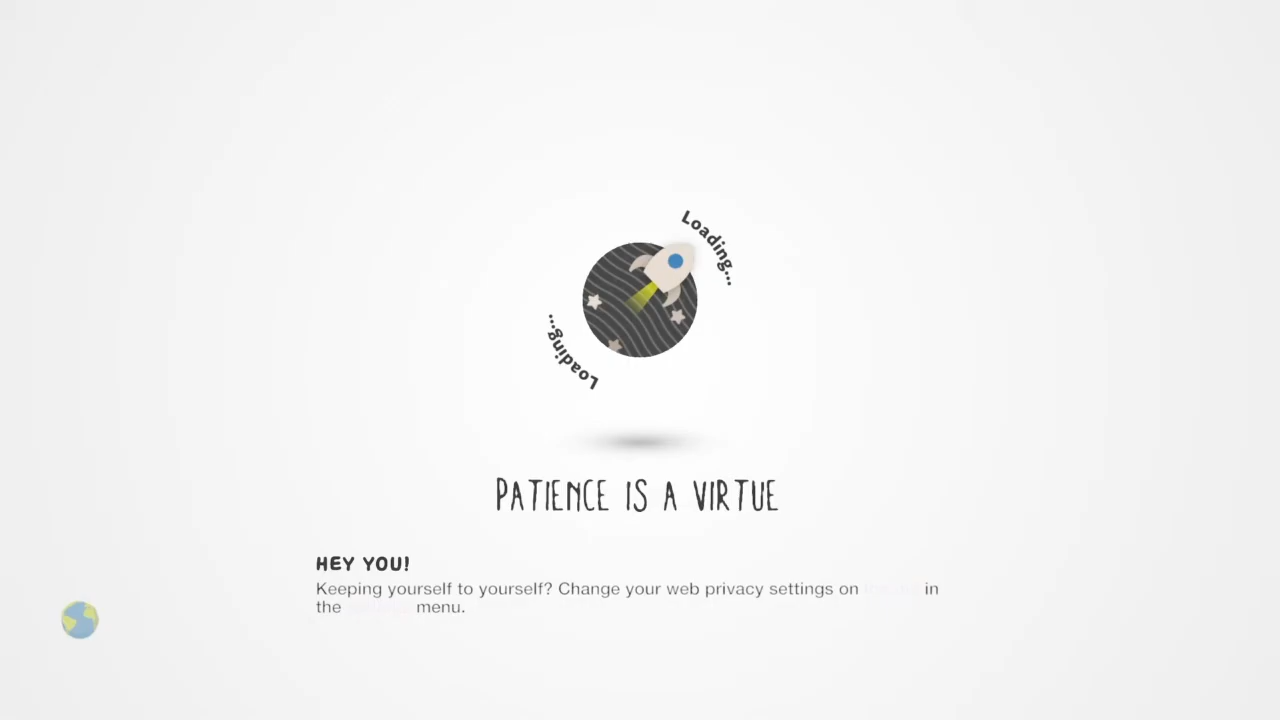 Loading...
Loading...
PATIENCE IS A VIRTUE
HEY YOU!
Keeping yourself to yourself? Change your web privacy settings on in
the menu.